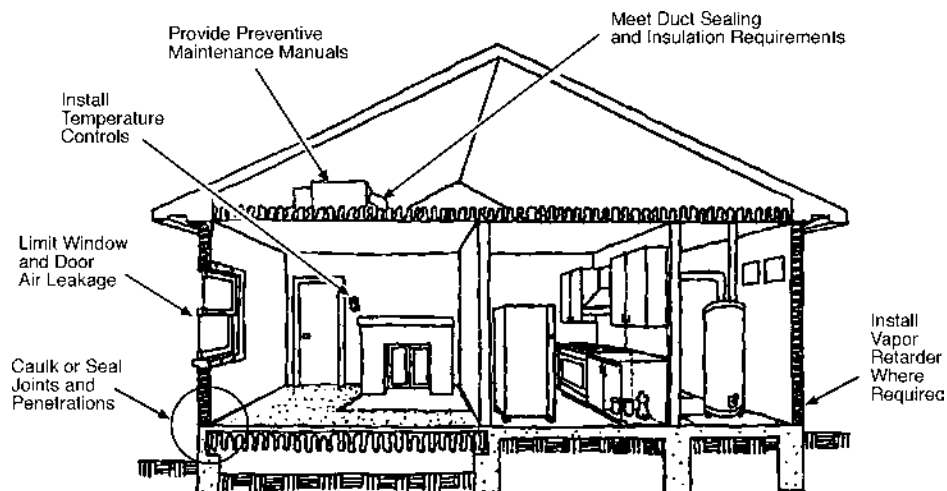 Provide Preventive
Maintenance Manuals
Meet Duct Sealing
and Insulation Requirements
Install
Temperature
Controls
Limit Window
and Door
Air Leakage
Caulk or Seal
Joints and
Penetrations
Install
Vapor
Retarder
Where
Required